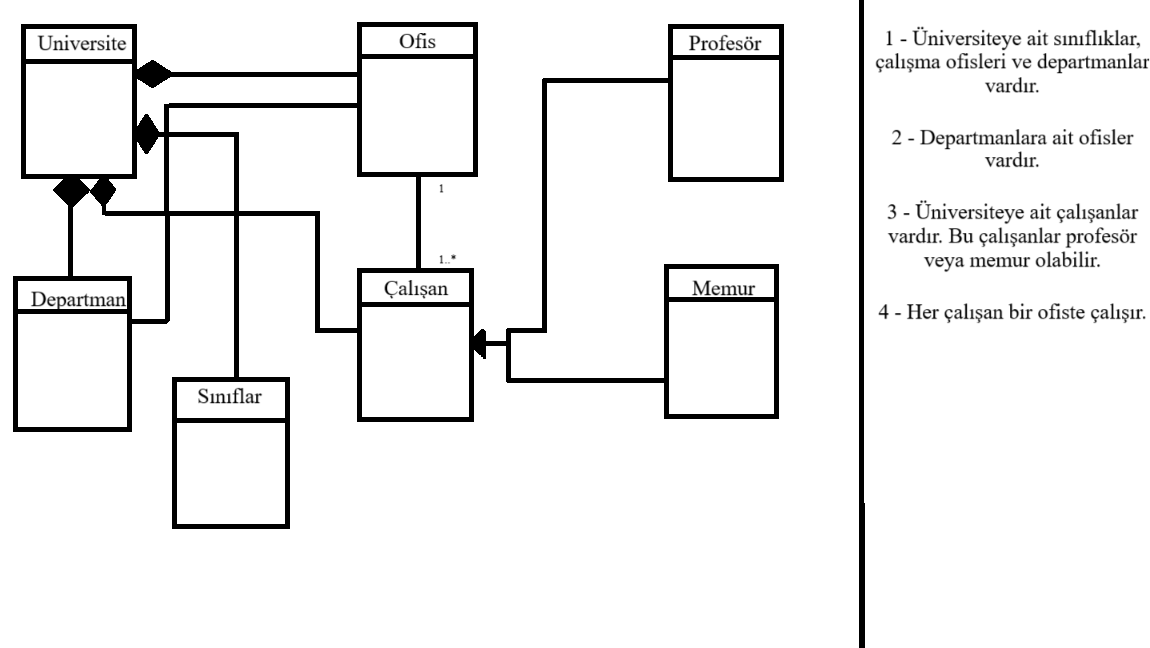 Universite
Ofis
Profesör
1
1..*
Departman
Çalışan
Memur
Sınıflar
1 - Üniversiteye ait sınıflıklar,
çalışma ofisleri ve departmanlar
vardır.
2 - Departmanlara ait ofisler
vardır.
3 - Üniversiteye ait çalışanlar
vardır. Bu çalışanlar profesör
veya memur olabilir.
4 - Her çalışan bir ofiste çalışır.